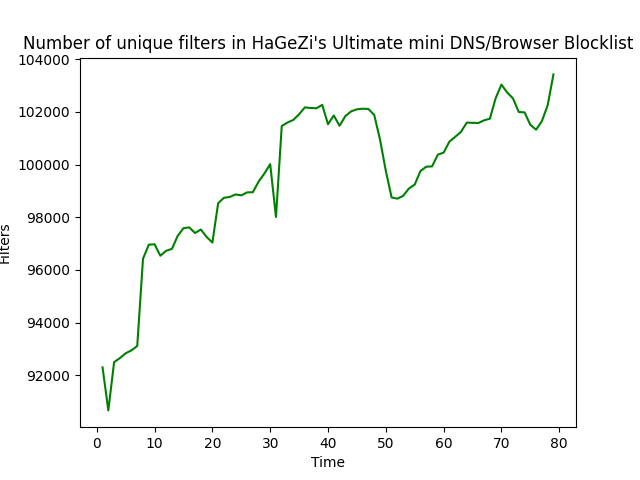 Number of unique filters in HaGeZi's Ultimate mini DNS/Browser Blocklist
104000
102000
100000
98000
96000
94000
92000
Filters
0 10 20 30 40 50 60 70 80
Time